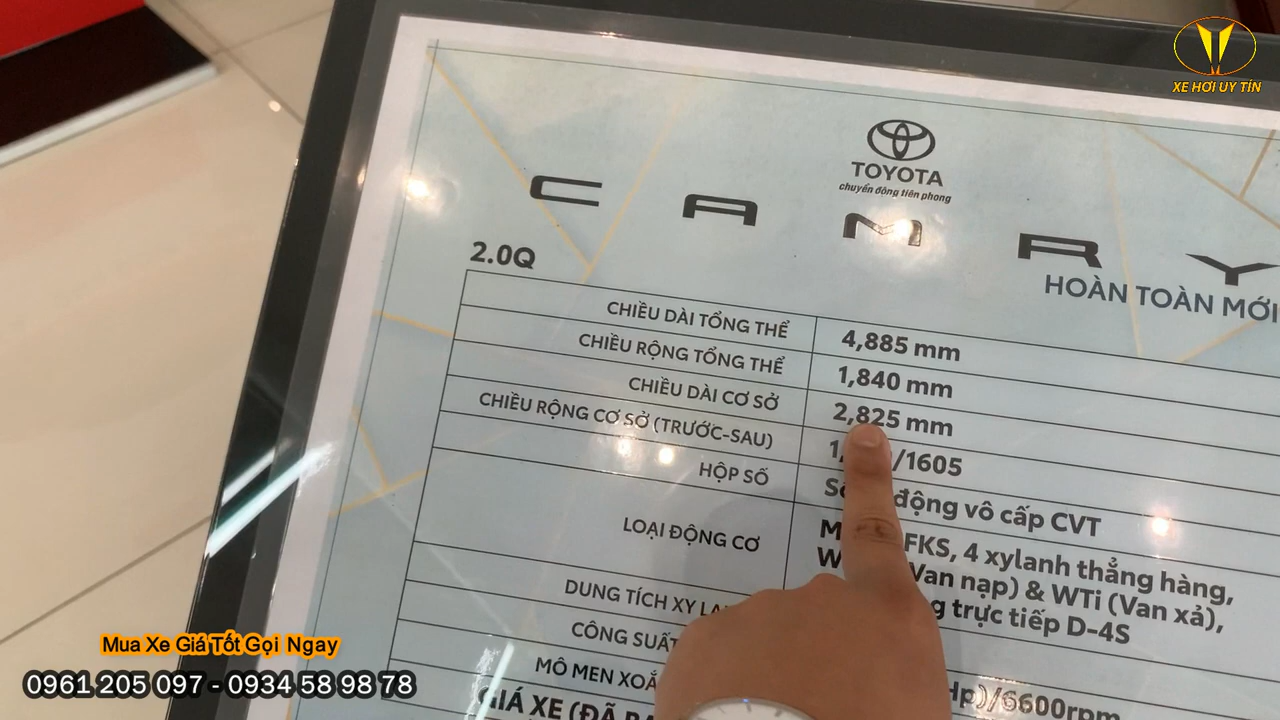 XE HƠI UY TÍN
TOYOTA
chuyển động tiên phong
CAMRY
HOÀN TOÀN MỚI
2.0Q
CHIỀU DÀI TỔNG THỂ 4,885 mm
CHIỀU RỘNG TỔNG THỂ 1,840 mm
CHIỀU DÀI CƠ SỞ 2,825 mm
CHIỀU RỘNG CƠ SỞ (TRƯỚC-SAU) /1605
HỘP SỐ động vô cấp CVT
LOẠI ĐỘNG CƠ
FKS, 4 xylanh thẳng hàng,
(Van nạp) & WTi (Van xả),
trực tiếp D-4S
DUNG TÍCH XY
CÔNG SUẤT /6600rpm
MÔ MEN XOẮ
GIÁ XE (ĐÃ
Mua Xe Giá Tốt Gọi Ngay
0961 205 097 - 0934 58 98 78